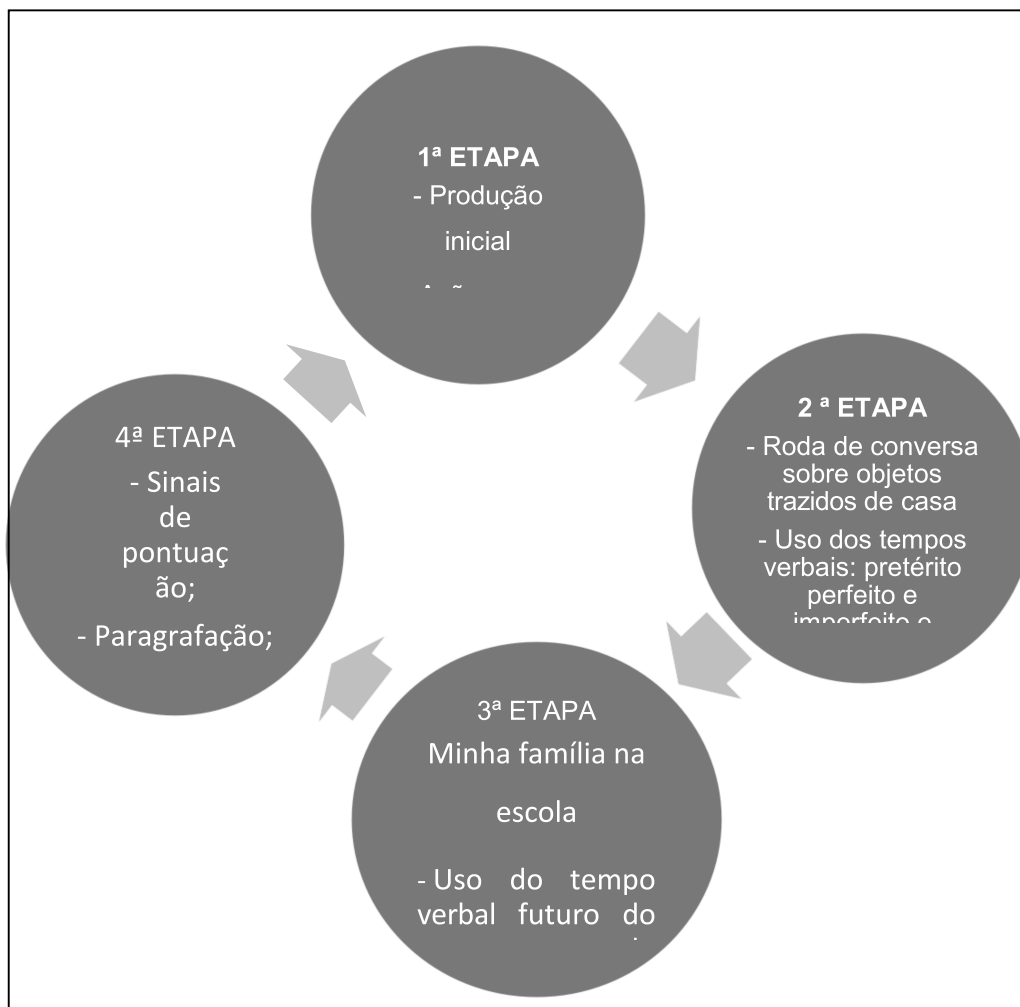 1ª ETAPA
- Produção
inicial
2 ª ETAPA
- Roda de conversa
sobre objetos
trazidos de casa
- Uso dos tempos
verbais: pretérito
perfeito e
imperfeito e
3ª ETAPA
Minha família na
escola
- Uso do tempo
verbal futuro do
4ª ETAPA
- Sinais
de
pontuaç
ão;
- Paragrafação;